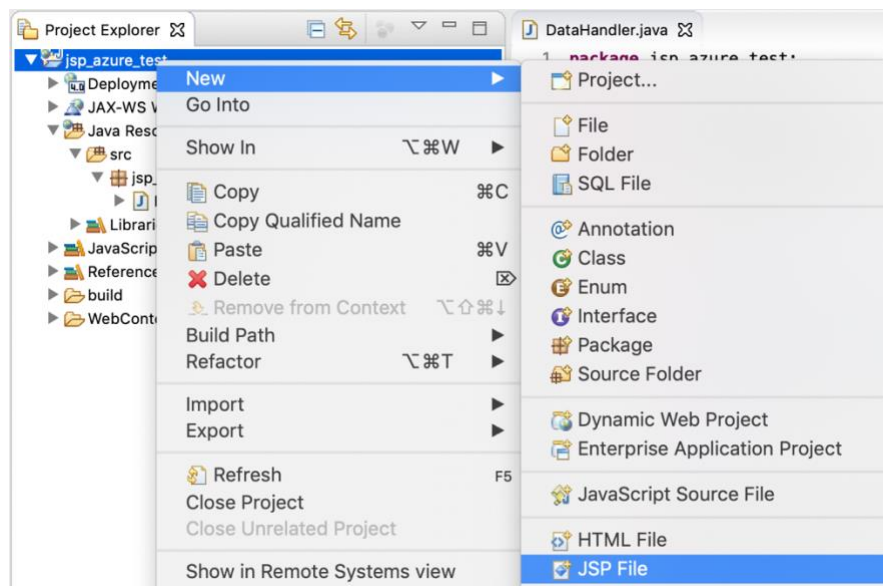 Project Explorer
DataHandler.java
jsp_azure_test
1 package jsp_azure_test;
Deployme
JAX-WS W
Java Resc
src
jsp_
Librari
JavaScrip
Reference
build
WebConte
New
Go Into
Show In ⌥⌘W
Copy ⌘C
Copy Qualified Name
Paste ⌘V
Delete ⌦
Remove from Context ⌥⇧⌘↓
Build Path
Refactor ⌥⌘T
Import
Export
Refresh F5
Close Project
Close Unrelated Project
Show in Remote Systems view
Project...
File
Folder
SQL File
Annotation
Class
Enum
Interface
Package
Source Folder
Dynamic Web Project
Enterprise Application Project
JavaScript Source File
HTML File
JSP File